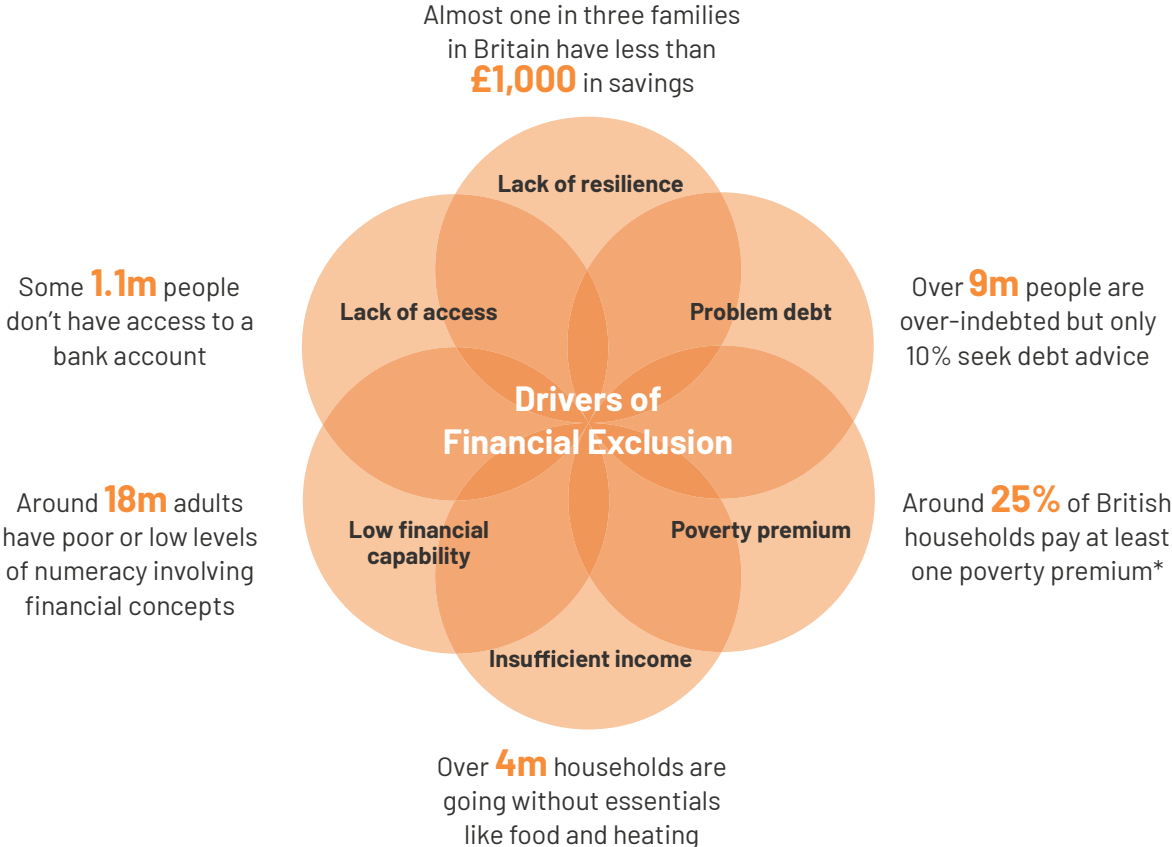 Almost one in three families
in Britain have less than
£1,000 in savings
Lack of resilience
Some 1.1m people
don’t have access to a
bank account
Lack of access
Problem debt
Over 9m people are
over-indebted but only
10% seek debt advice
Drivers of
Financial Exclusion
Around 18m adults
have poor or low levels
of numeracy involving
financial concepts
Low financial
capability
Poverty premium
Around 25% of British
households pay at least
one poverty premium*
Insufficient income
Over 4m households are
going without essentials
like food and heating